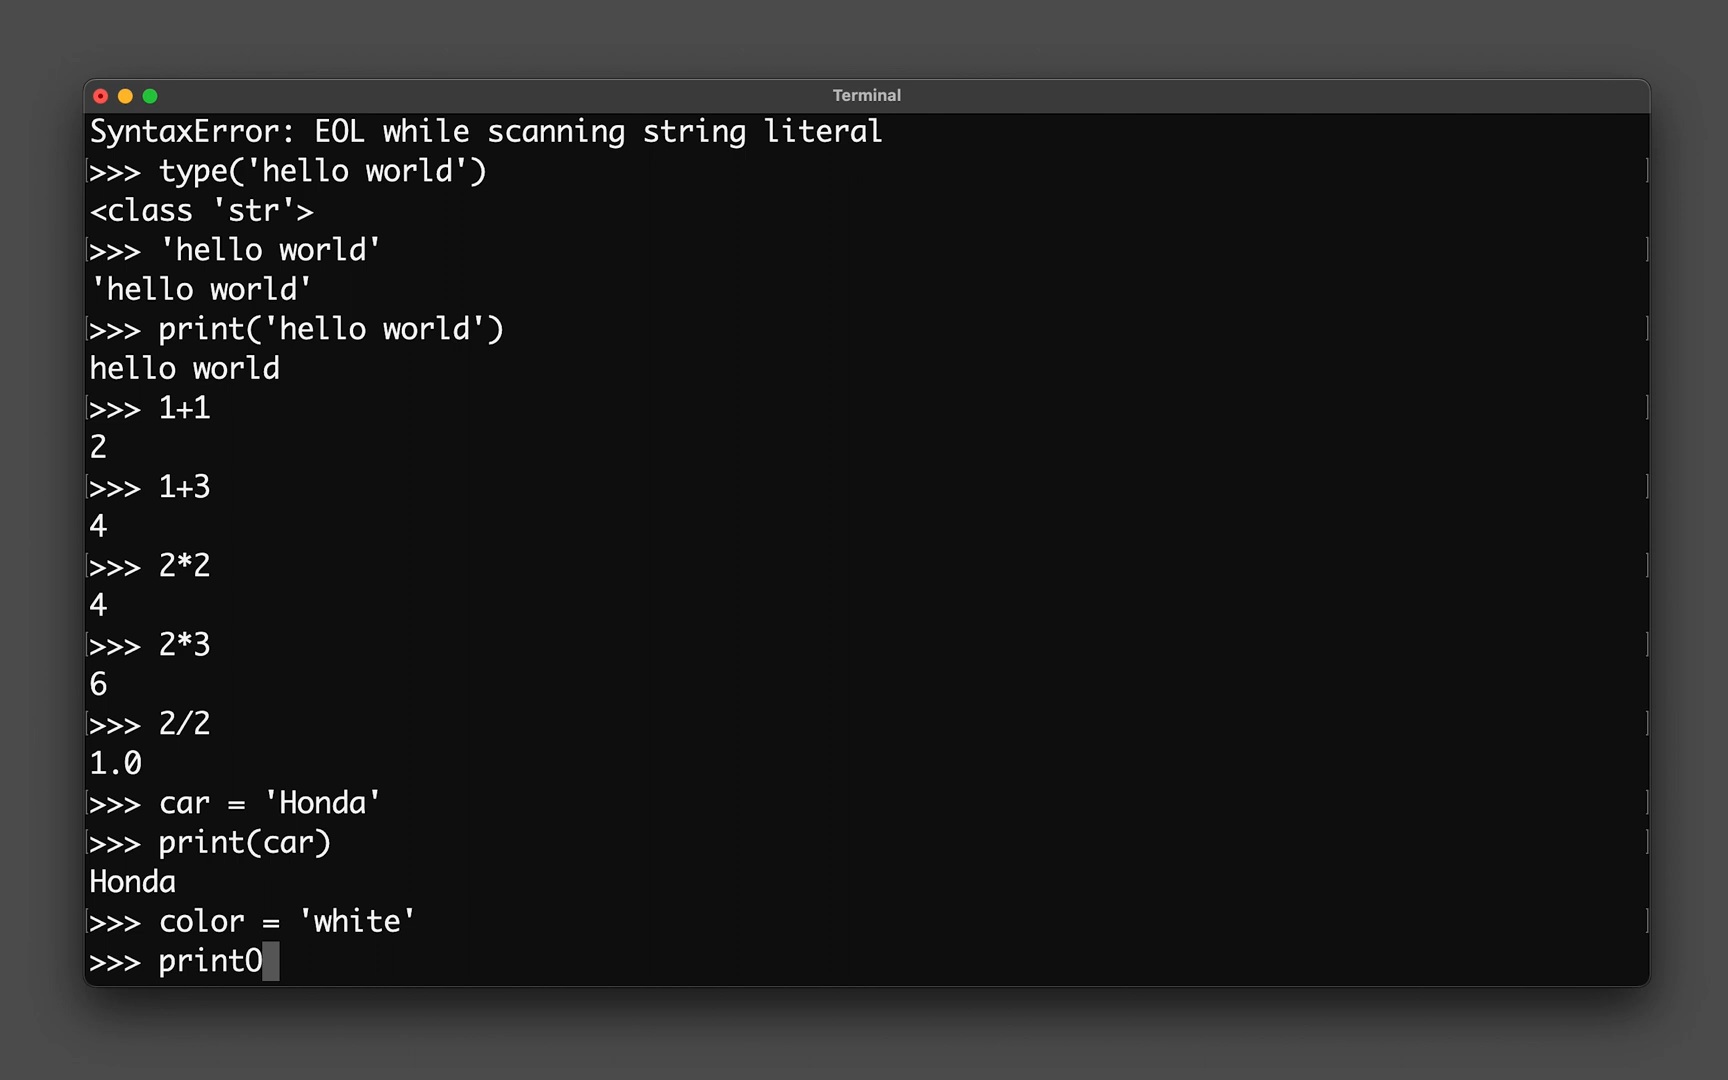 Terminal
SyntaxError: EOL while scanning string literal
>>> type('hello world')
<class 'str'>
>>> 'hello world'
'hello world'
>>> print('hello world')
hello world
>>> 1+1
2
>>> 1+3
4
>>> 2*2
4
>>> 2*3
6
>>> 2/2
1.0
>>> car = 'Honda'
>>> print(car)
Honda
>>> color = 'white'
>>> printO